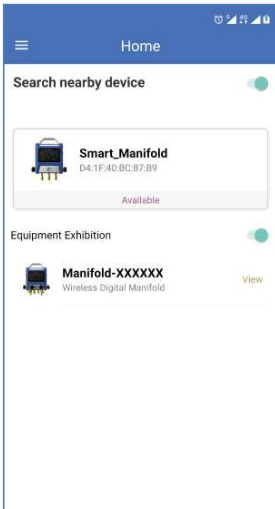 Home
Search nearby device
Smart_Manifold
D4:1F:40:BC:87:B9
Available
Equipment Exhibition
Manifold-XXXXXX
Wireless Digital Manifold
View